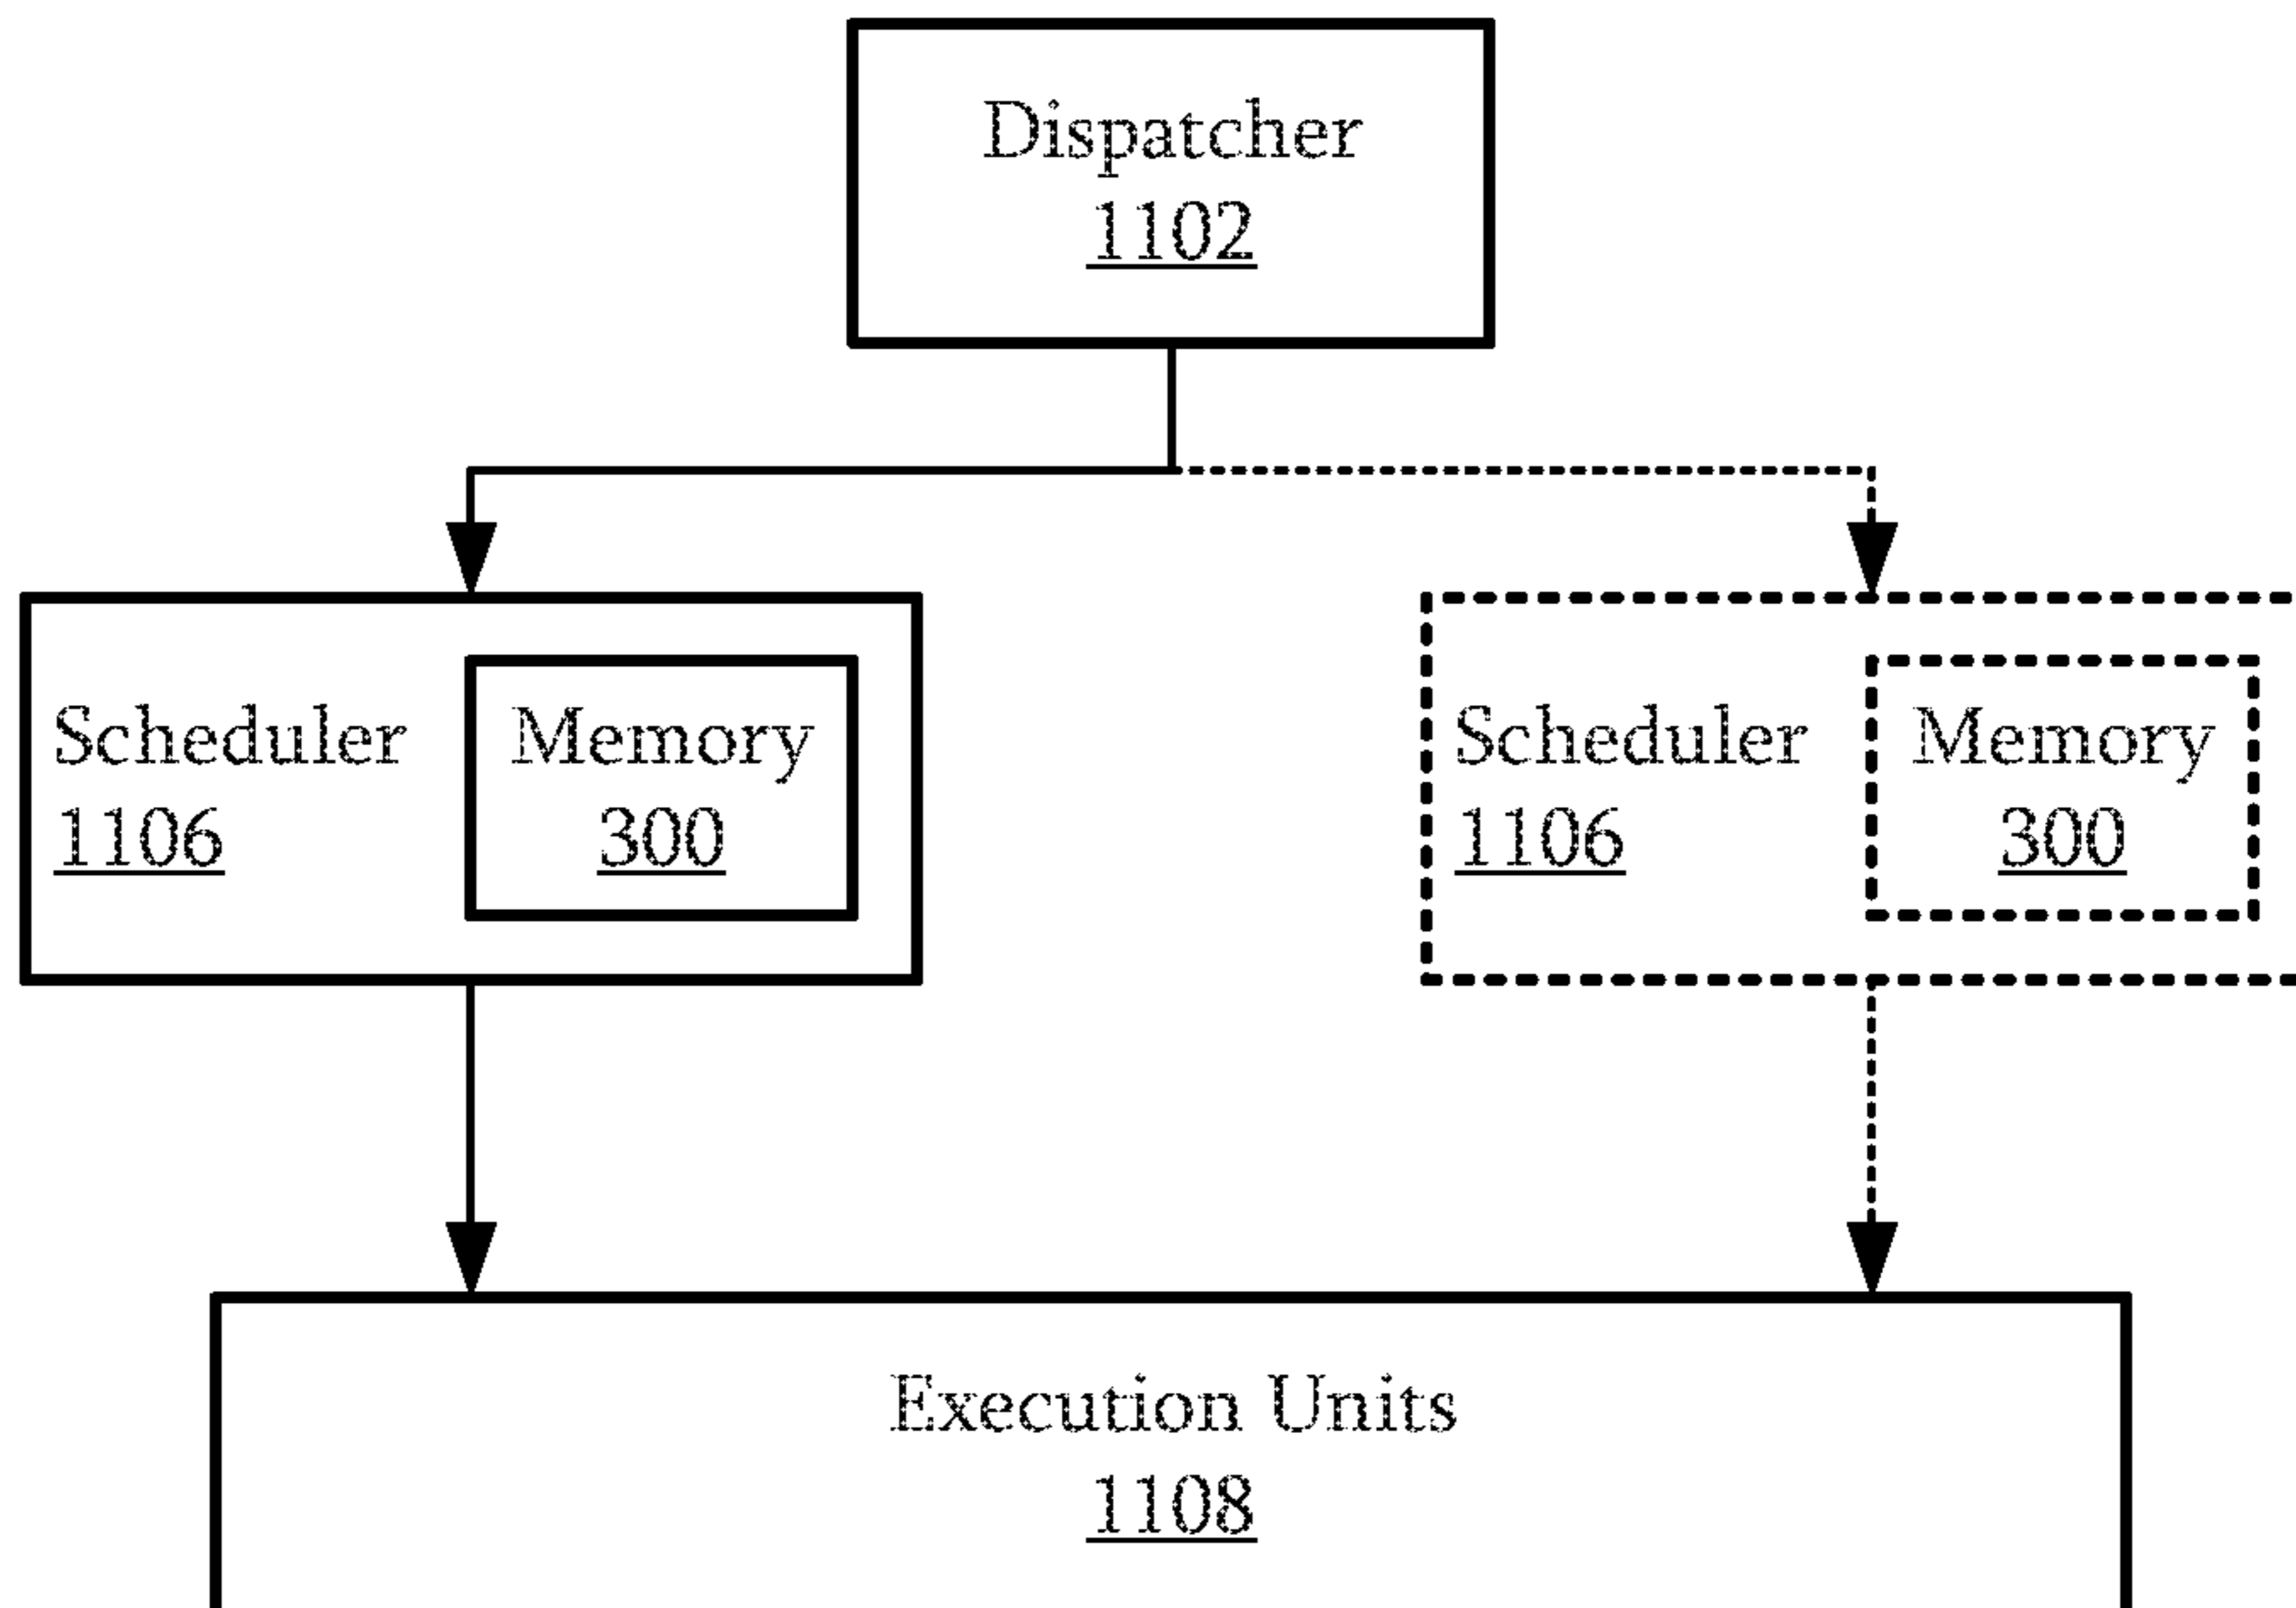 Dispatcher
1102
Scheduler
1106
Memory
300
Scheduler
1106
Memory
300
Execution Units
1108